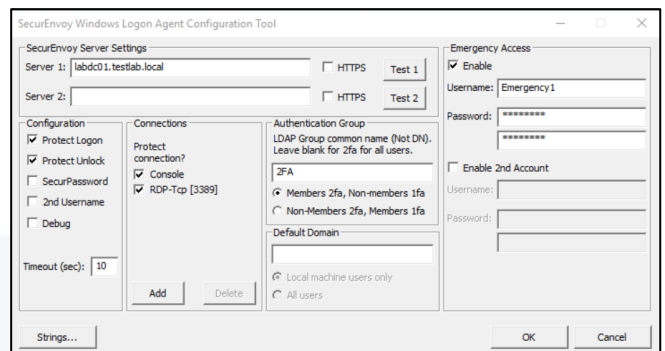 SecurEnvoy Windows Logon Agent Configuration Tool
SecurEnvoy Server Settings
Server 1: labdc01.testlab.local HTTPS Test 1
Server 2: HTTPS Test 2
Configuration
Protect Logon
Protect Unlock
SecurPassword
2nd Username
Debug
Timeout (sec): 10
Connections
Protect
connection?
Console
RDP-Tcp [3389]
Add Delete
Authentication Group
LDAP Group common name (Not DN).
Leave blank for 2fa for all users.
2FA
Members 2fa, Non-members 1fa
Non-Members 2fa, Members 1fa
Default Domain
Local machine users only
All users
Emergency Access
Enable
Username: Emergency1
Password: ********
********
Enable 2nd Account
Username:
Password:
Strings...
OK Cancel